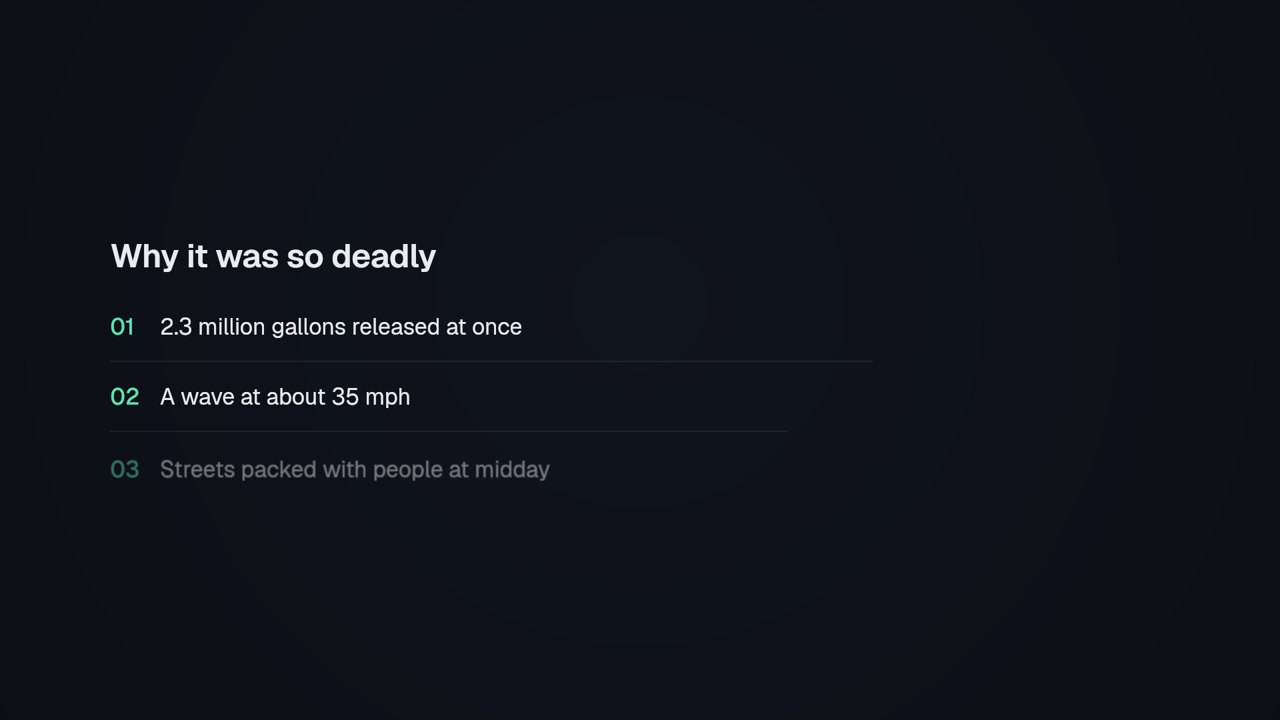 Why it was so deadly
01 2.3 million gallons released at once
02 A wave at about 35 mph
03 Streets packed with people at midday